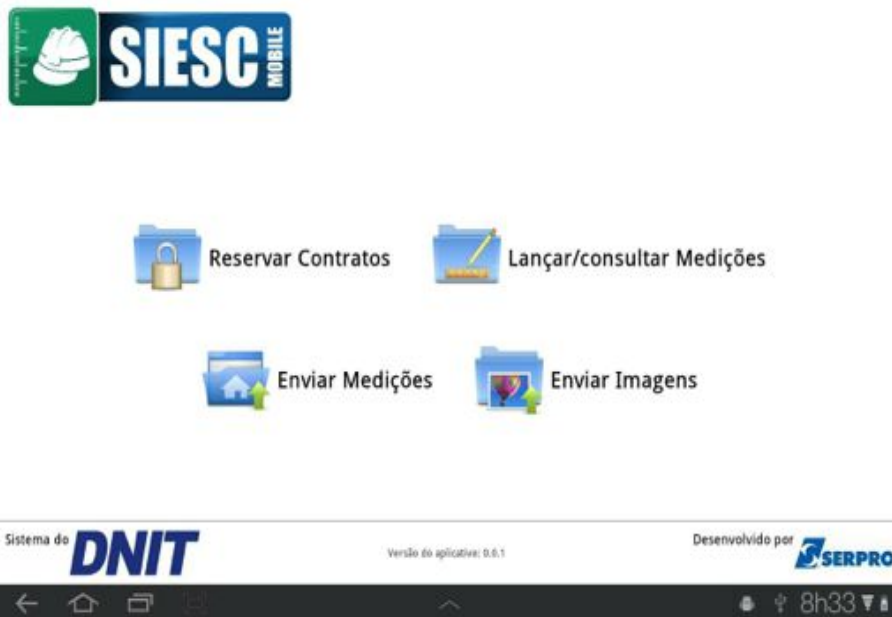 SIESC MOBILE
Reservar Contratos
Lançar/consultar Medições
Enviar Medições
Enviar Imagens
Sistema do DNIT
Versão do aplicative: 0.0.1
Desenvolvido por SERPRO
8h33